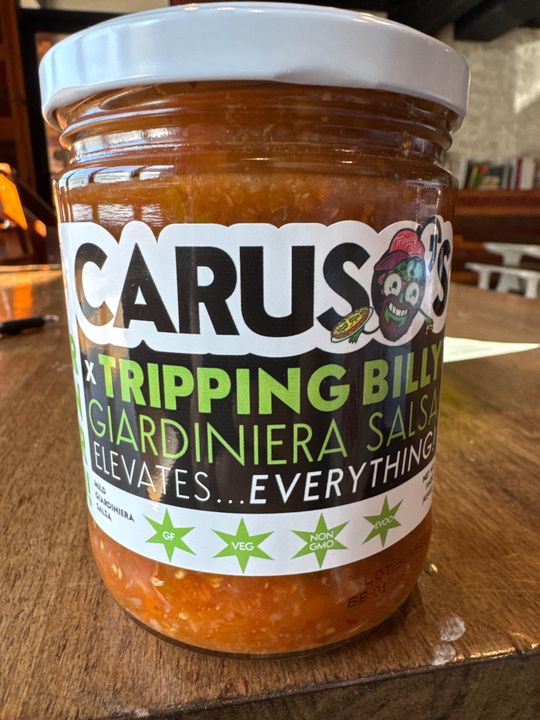 CARUSO'S
x TRIPPING BILLY
GIARDINIERA SALSA
ELEVATES...EVERYTHING!
MILD
GIARDINIERA
SALSA
GF
VEG
NON
GMO
EVOO